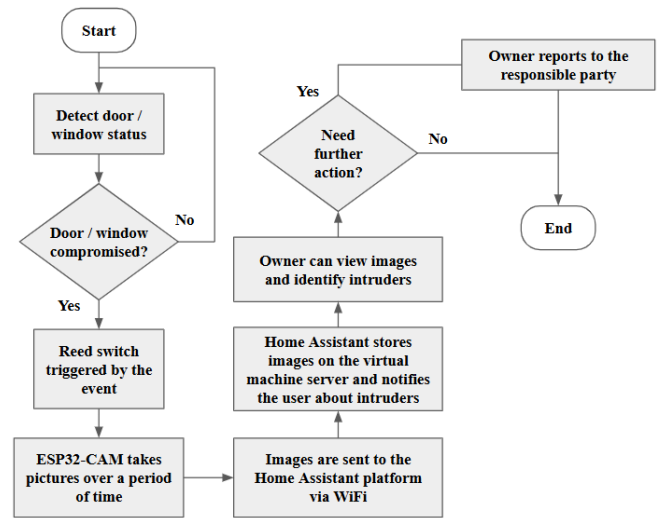 Start
Detect door /
window status
Door / window
compromised?
No
Yes
Reed switch
triggered by the
event
ESP32-CAM takes
pictures over a period
of time
Images are sent to the
Home Assistant platform
via WiFi
Home Assistant stores
images on the virtual
machine server and notifies
the user about intruders
Owner can view images
and identify intruders
Need
further
action?
Yes
No
Owner reports to the
responsible party
End